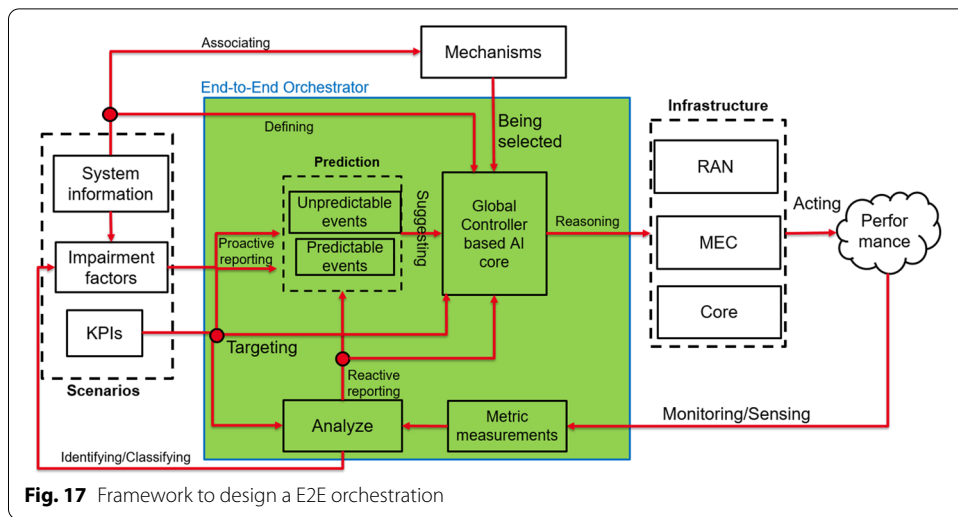 Associating
Mechanisms
End-to-End Orchestrator
Infrastructure
Defining
Being
selected
System
information
Prediction
Unpredictable
events
Predictable
events
Suggesting
Global
Controller
based AI
core
Reasoning
RAN
MEC
Core
Acting
Perfor
mance
Proactive
reporting
Impairment
factors
KPIs
Scenarios
Targeting
Reactive
reporting
Analyze
Metric
measurements
Monitoring/Sensing
Identifying/Classifying
Fig. 17 Framework to design a E2E orchestration